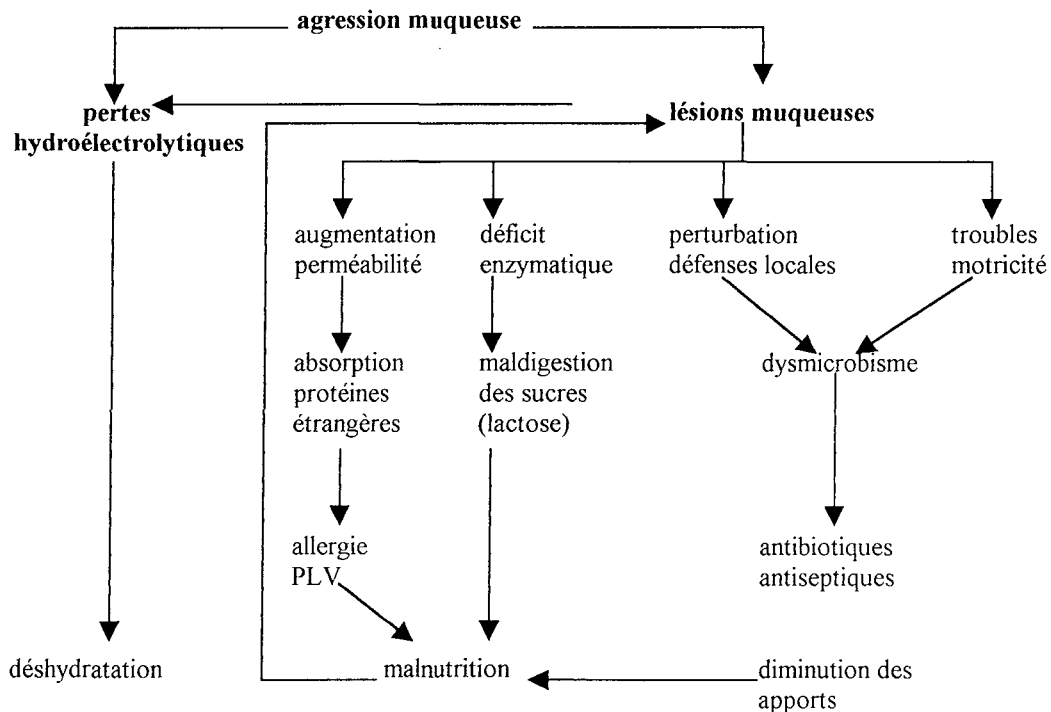 agression muqueuse
pertes
hydroélectrolytiques
lésions muqueuses
augmentation
perméabilité
déficit
enzymatique
perturbation
défenses locales
troubles
motricité
absorption
protéines
étrangères
maldigestion
des sucres
(lactose)
dysmicrobisme
allergie
PLV
antibiotiques
antiseptiques
déshydratation
malnutrition
diminution des
apports